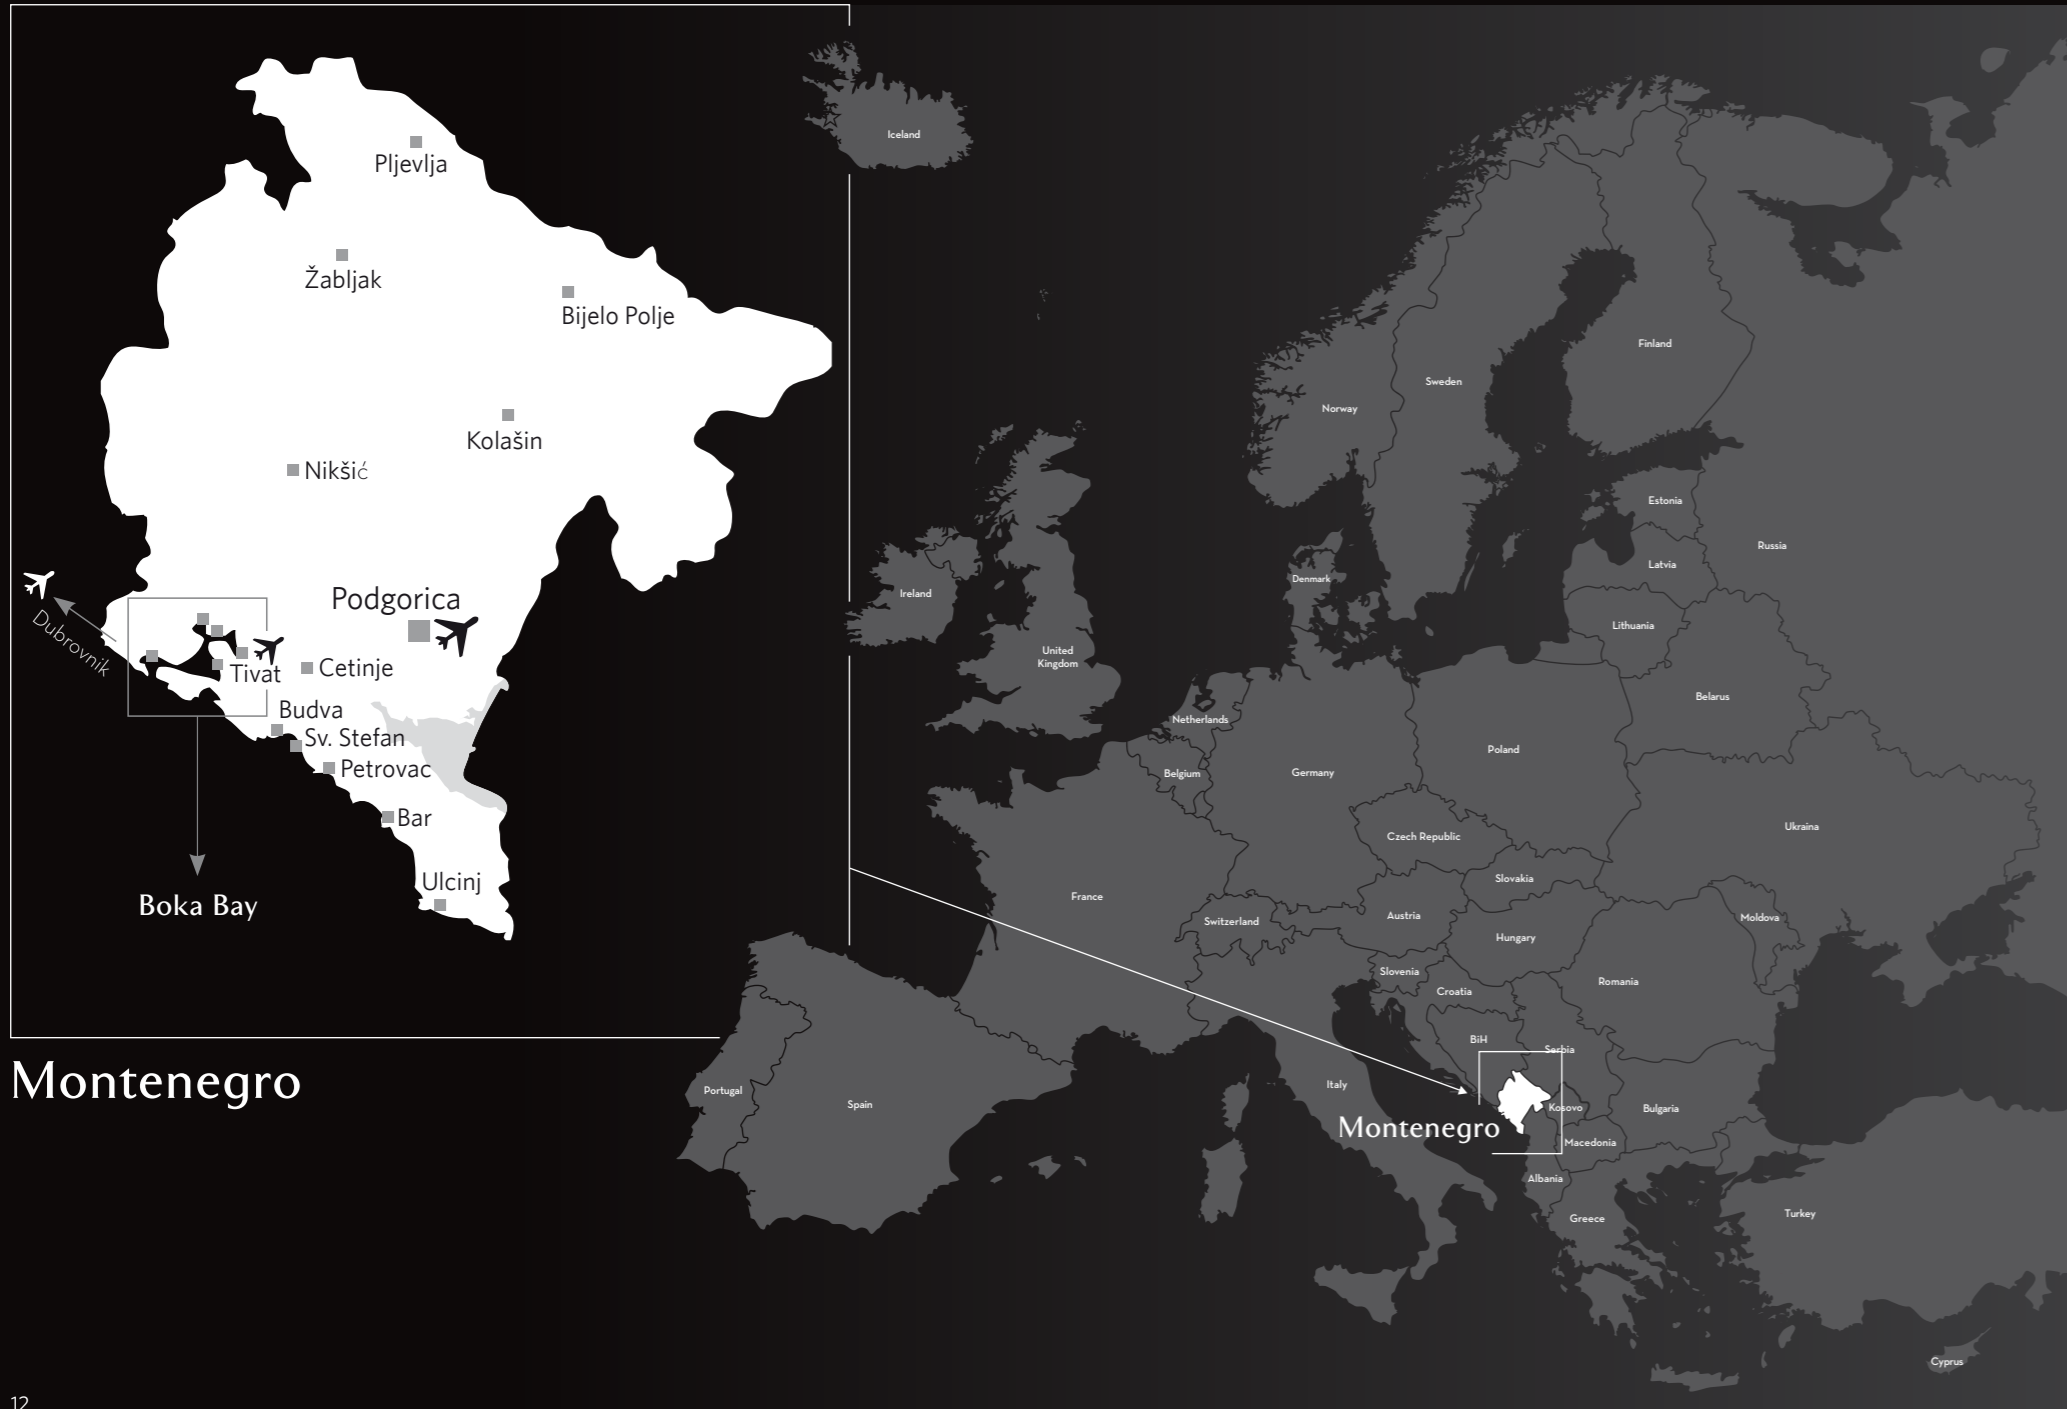 Pljevlja
Žabljak
Bijelo Polje
Kolašin
Nikšić
Podgorica
Dubrovnik
Tivat
Cetinje
Budva
Sv. Stefan
Petrovac
Bar
Ulcinj
Boka Bay
Montenegro
Iceland
Finland
Sweden
Norway
Estonia
Russia
Latvia
Denmark
Ireland
Lithuania
United
Kingdom
Belarus
Netherlands
Poland
Belgium
Germany
Ukraine
Czech Republic
Slovakia
France
Austria
Switzerland
Moldova
Hungary
Slovenia
Romania
Croatia
BiH
Serbia
Italy
Portugal
Spain
Kosovo
Bulgaria
Montenegro
Macedonia
Albania
Greece
Turkey
Cyprus
12